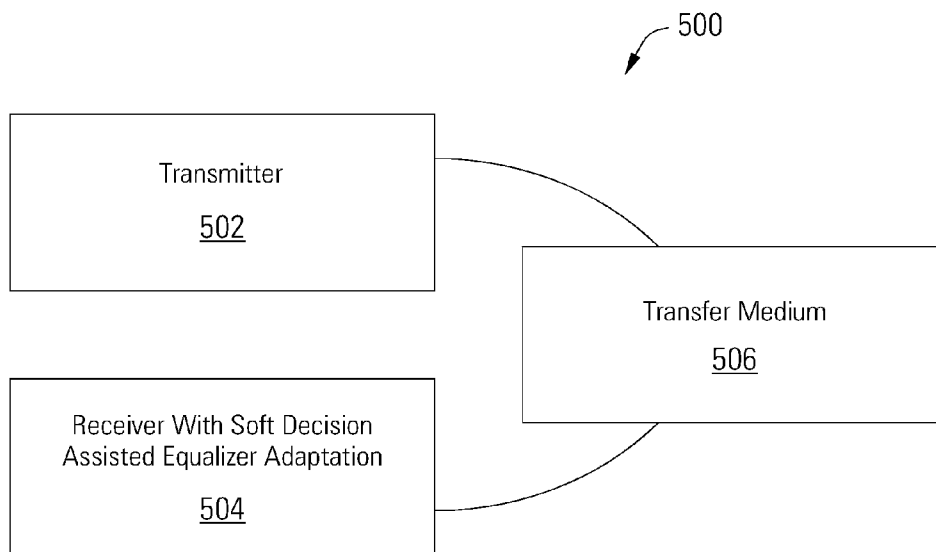 500
Transmitter
502
Transfer Medium
506
Receiver With Soft Decision
Assisted Equalizer Adaptation
504